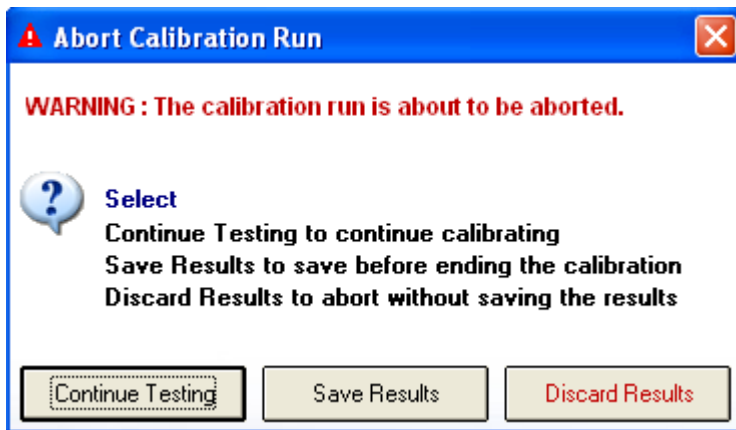 Abort Calibration Run
WARNING : The calibration run is about to be aborted.
?
Select
Continue Testing to continue calibrating
Save Results to save before ending the calibration
Discard Results to abort without saving the results
Continue Testing
Save Results
Discard Results